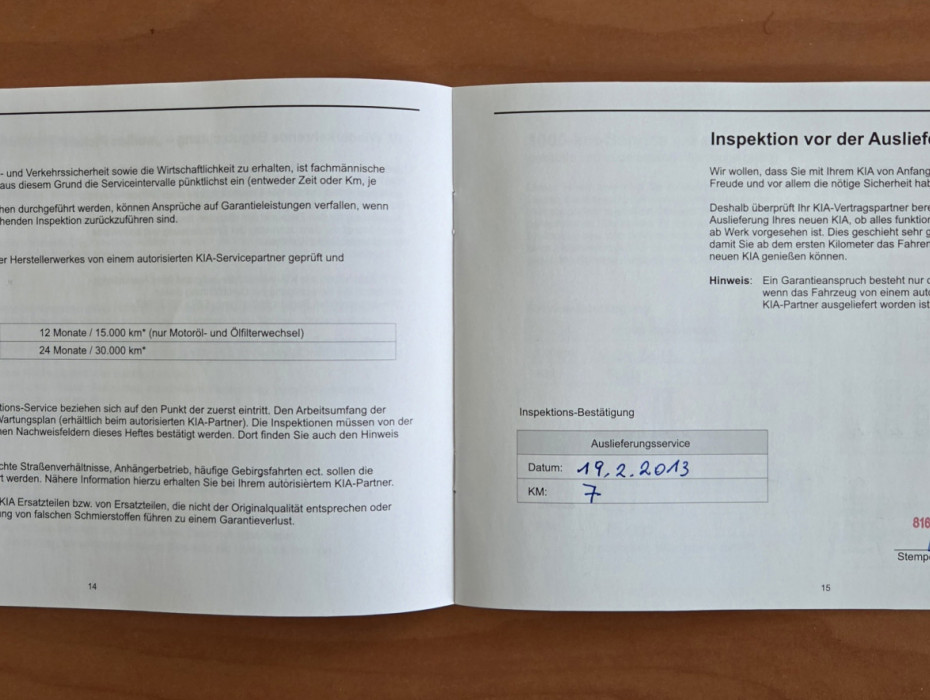 - und Verkehrssicherheit sowie die Wirtschaftlichkeit zu erhalten, ist fachmännische
aus diesem Grund die Serviceintervalle pünktlichst ein (entweder Zeit oder Km, je
hen durchgeführt werden, können Ansprüche auf Garantieleistungen verfallen, wenn
henden Inspektion zurückzuführen sind.
er Herstellerwerkes von einem autorisierten KIA-Servicepartner geprüft und
12 Monate / 15.000 km* (nur Motoröl- und Ölfilterwechsel)
24 Monate / 30.000 km*
tions-Service beziehen sich auf den Punkt der zuerst eintritt. Den Arbeitsumfang der
Wartungsplan (erhältlich beim autorisierten KIA-Partner). Die Inspektionen müssen von der
nen Nachweisfeldern dieses Heftes bestätigt werden. Dort finden Sie auch den Hinweis
chte Straßenverhältnisse, Anhängerbetrieb, häufige Gebirgsfahrten ect. sollen die
t werden. Nähere Information hierzu erhalten Sie bei Ihrem autorisiertem KIA-Partner.
KIA Ersatzteilen bzw. von Ersatzteilen, die nicht der Originalqualität entsprechen oder
ng von falschen Schmierstoffen führen zu einem Garantieverlust.
14
Inspektion vor der Ausliefe
Wir wollen, dass Sie mit Ihrem KIA von Anfang
Freude und vor allem die nötige Sicherheit hab
Deshalb überprüft Ihr KIA-Vertragspartner bere
Auslieferung Ihres neuen KIA, ob alles funktion
ab Werk vorgesehen ist. Dies geschieht sehr g
damit Sie ab dem ersten Kilometer das Fahren
neuen KIA genießen können.
Hinweis: Ein Garantieanspruch besteht nur d
wenn das Fahrzeug von einem auto
KIA-Partner ausgeliefert worden ist
Inspektions-Bestätigung
Auslieferungsservice
Datum: 19.2.2013
KM: 7
816
Stempe
15